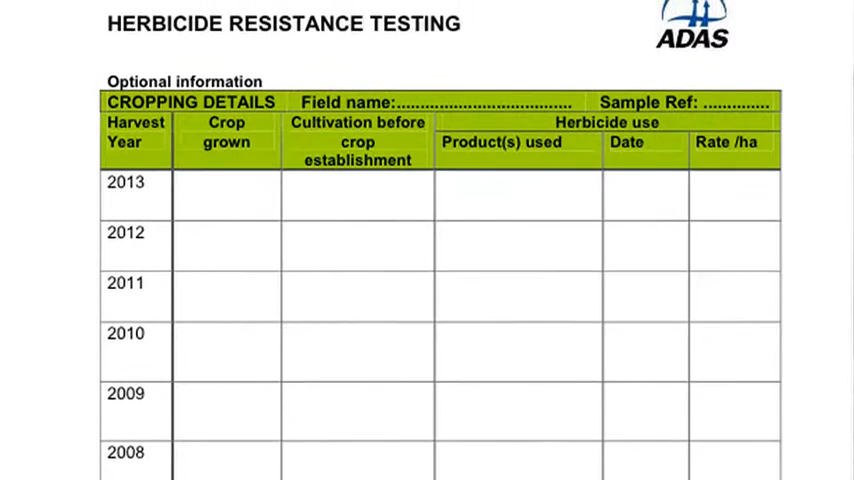 HERBICIDE RESISTANCE TESTING
ADAS
Optional information
CROPPING DETAILS Field name:...................................... Sample Ref: ..............
Harvest Year Crop grown Cultivation before crop establishment Herbicide use
Product(s) used Date Rate /ha
2013
2012
2011
2010
2009
2008